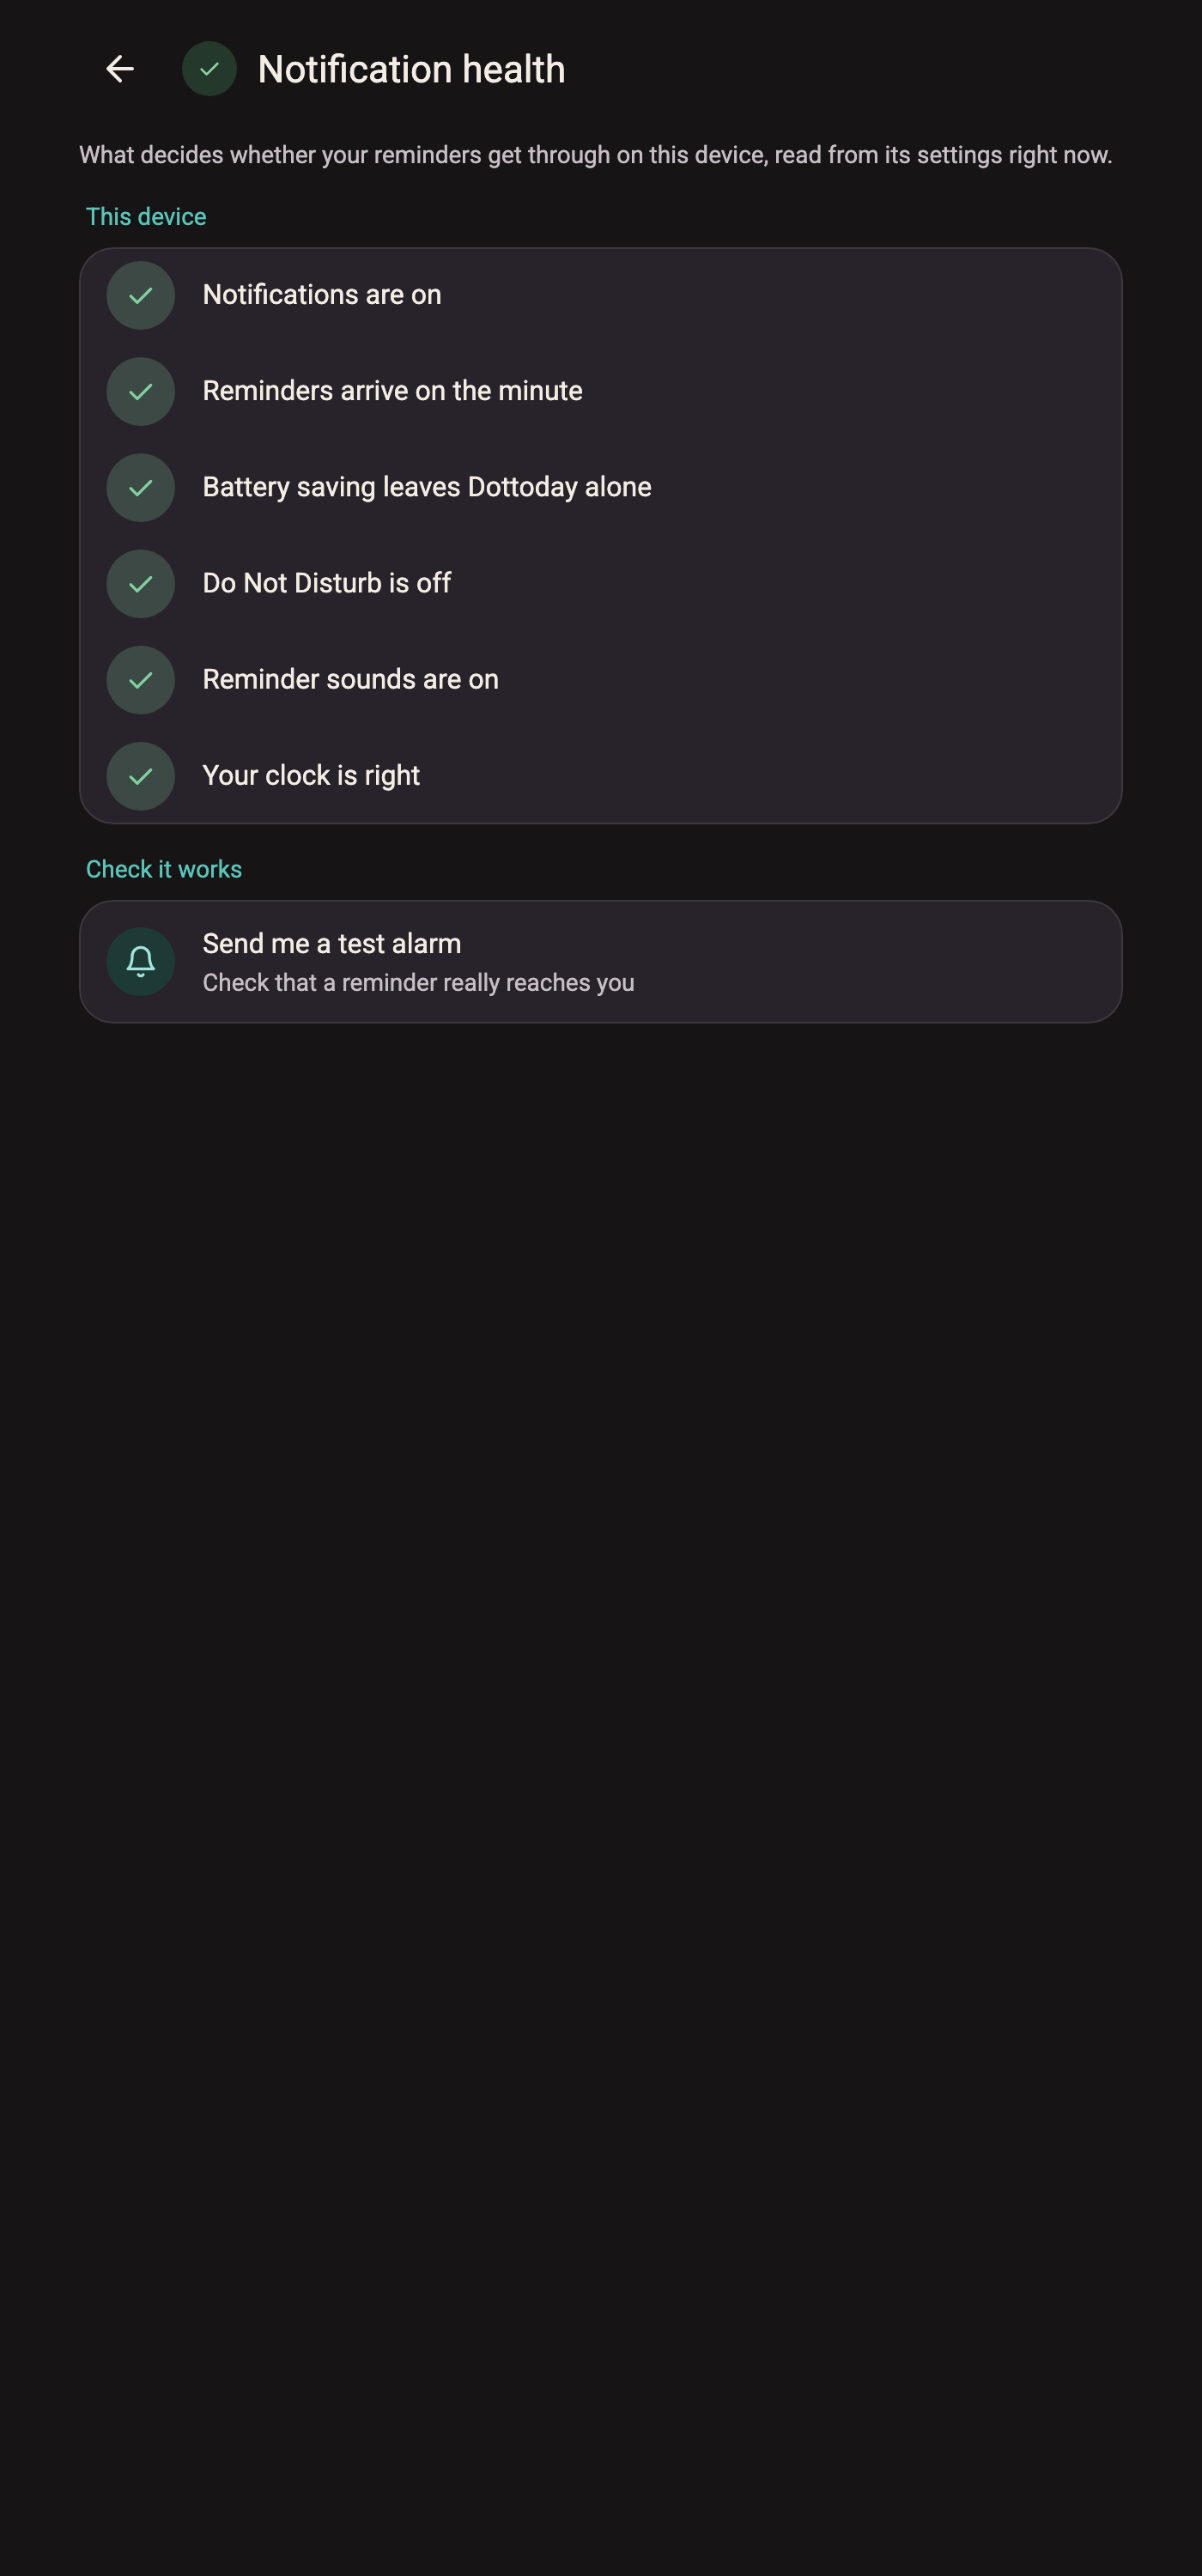 Notification health
What decides whether your reminders get through on this device, read from its settings right now.
This device
Notifications are on
Reminders arrive on the minute
Battery saving leaves Dottoday alone
Do Not Disturb is off
Reminder sounds are on
Your clock is right
Check it works
Send me a test alarm
Check that a reminder really reaches you